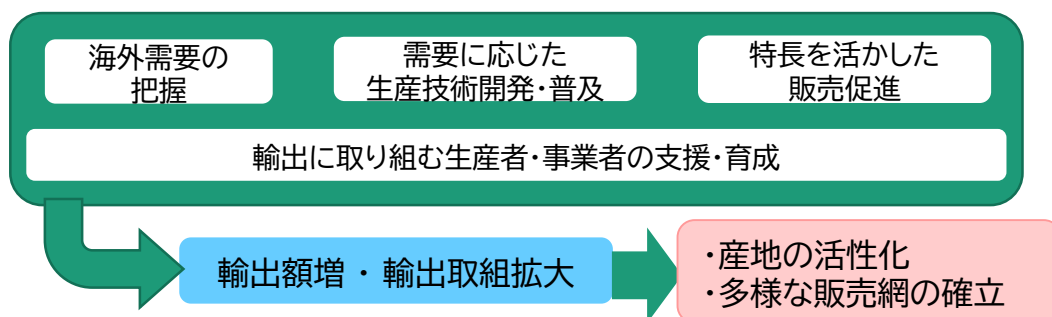 海外需要の
把握
需要に応じた
生産技術開発・普及
特長を活かした
販売促進
輸出に取り組む生産者・事業者の支援・育成
輸出額増 ・ 輸出取組拡大
・産地の活性化
・多様な販売網の確立